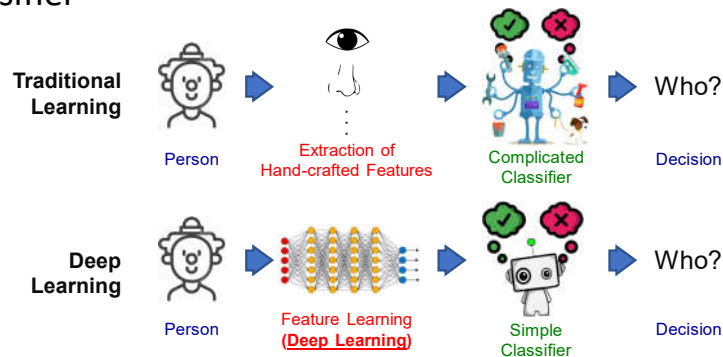 Traditional
Learning
Person
Extraction of
Hand-crafted Features
Complicated
Classifier
Who?
Decision
Deep
Learning
Person
Feature Learning
(Deep Learning)
Simple
Classifier
Who?
Decision